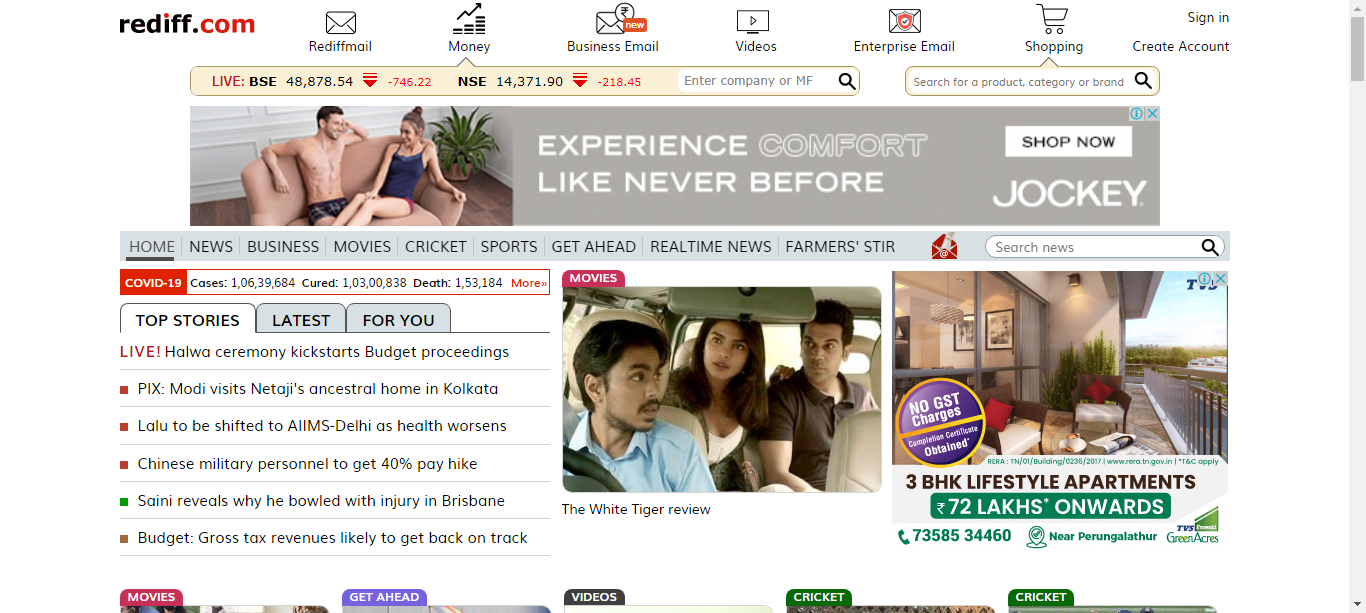 rediff.com
Rediffmail
Money
new
Business Email
Videos
Enterprise Email
Shopping
Sign in
Create Account
LIVE: BSE 48,878.54 -746.22 NSE 14,371.90 -218.45
Enter company or MF
Search for a product, category or brand
EXPERIENCE COMFORT
LIKE NEVER BEFORE
SHOP NOW
JOCKEY
HOME NEWS BUSINESS MOVIES CRICKET SPORTS GET AHEAD REALTIME NEWS FARMERS' STIR
Search news
COVID-19 Cases: 1,06,39,684 Cured: 1,03,00,838 Death: 1,53,184 More»
TOP STORIES LATEST FOR YOU
LIVE! Halwa ceremony kickstarts Budget proceedings
PIX: Modi visits Netaji's ancestral home in Kolkata
Lalu to be shifted to AIIMS-Delhi as health worsens
Chinese military personnel to get 40% pay hike
Saini reveals why he bowled with injury in Brisbane
Budget: Gross tax revenues likely to get back on track
MOVIES
The White Tiger review
TVS
NO GST
Charges
Completion Certificate
Obtained*
RERA : TN/01/Building/0236/2017 | www.rera.tn.gov.in | *T&C apply
3 BHK LIFESTYLE APARTMENTS
₹ 72 LAKHS* ONWARDS
73585 34460
Near Perungalathur
TVS Emerald
GreenAcres
MOVIES
GET AHEAD
VIDEOS
CRICKET
CRICKET